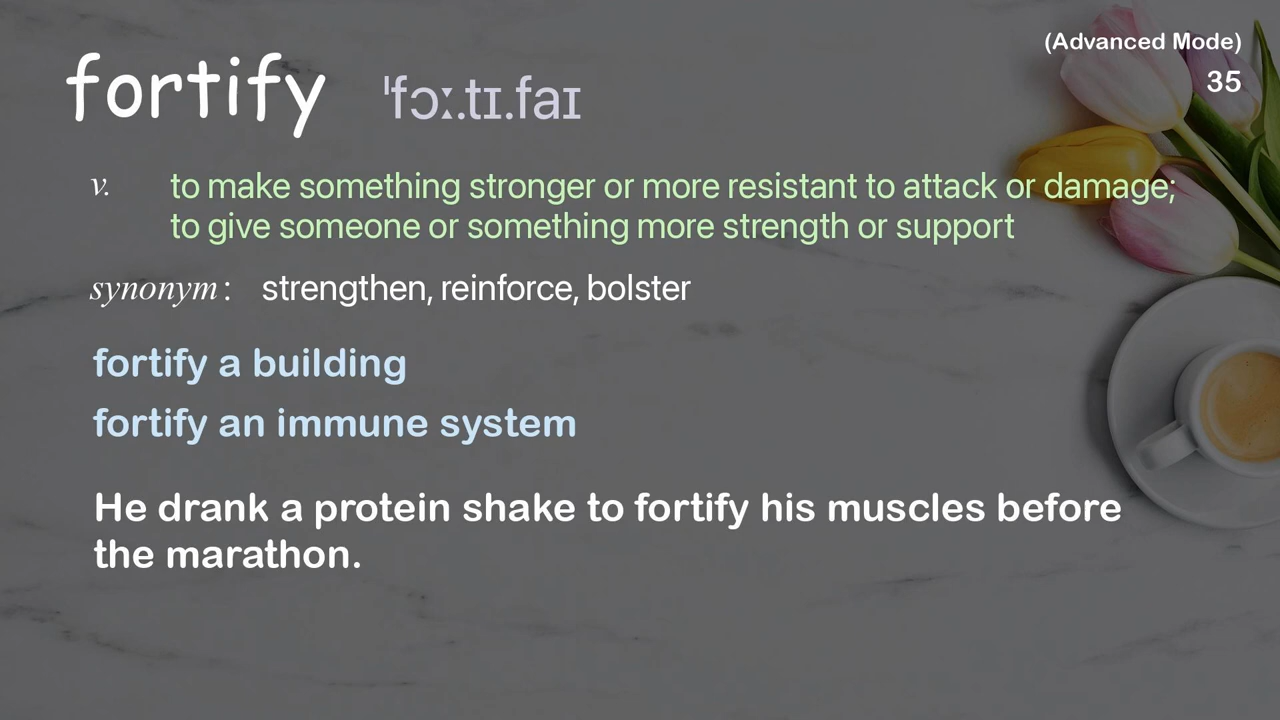 (Advanced Mode)
35
fortify ˈfɔː.tɪ.faɪ
v. to make something stronger or more resistant to attack or damage;
to give someone or something more strength or support
synonym: strengthen, reinforce, bolster
fortify a building
fortify an immune system
He drank a protein shake to fortify his muscles before
the marathon.